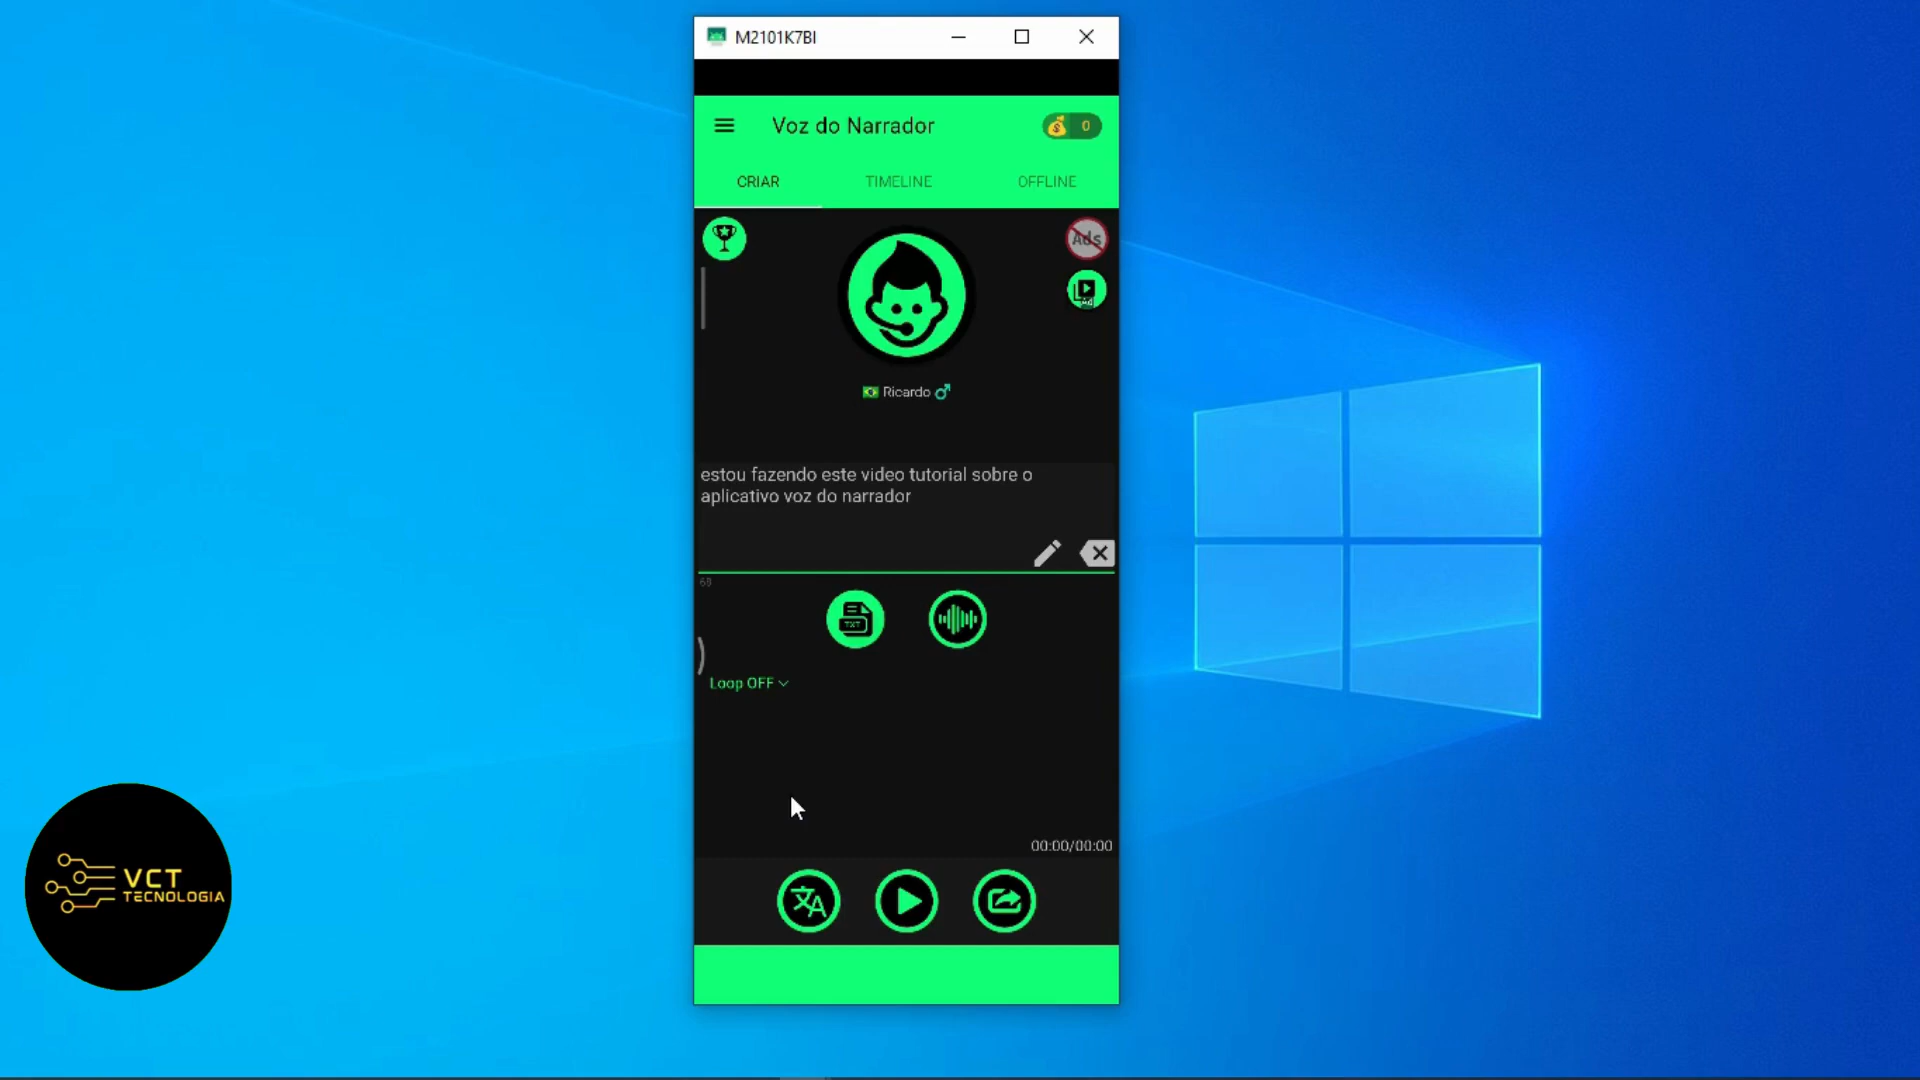 M2101K7BI
Voz do Narrador
0
CRIAR
TIMELINE
OFFLINE
Ads
Ad
Ricardo
estou fazendo este video tutorial sobre o
aplicativo voz do narrador
TXT
Loop OFF
00:00/00:00
VCT
TECNOLOGIA